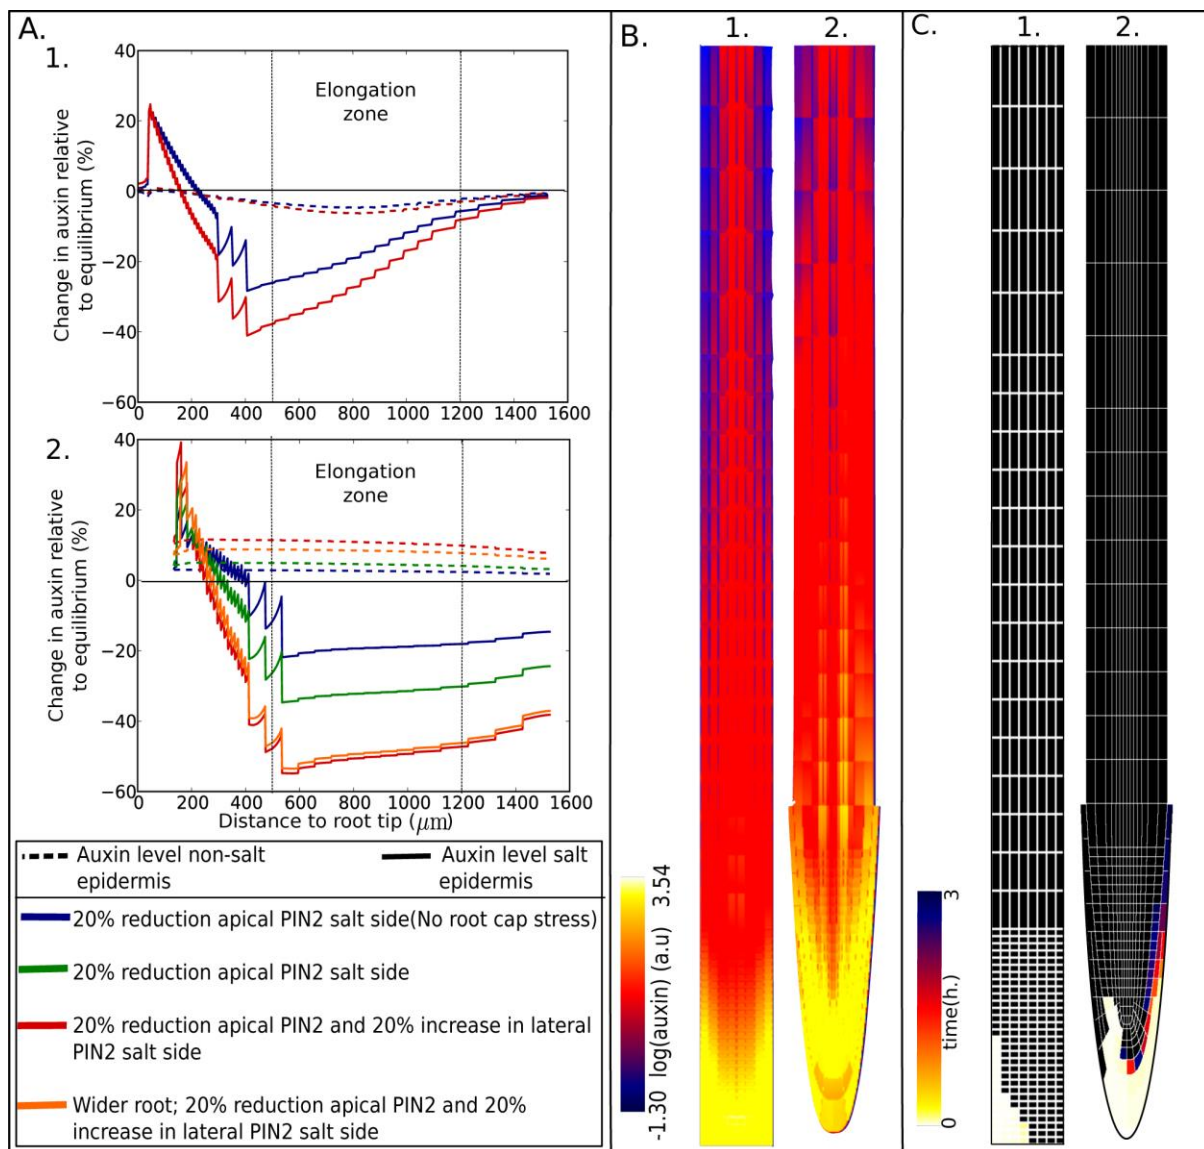 A.
1.
Change in auxin relative
to equilibrium (%)
40
20
0
−20
−40
−60
Elongation
zone
0 200 400 600 800 1000 1200 1400 1600
2.
Change in auxin relative
to equilibrium (%)
40
20
0
−20
−40
−60
Elongation
zone
0 200 400 600 800 1000 1200 1400 1600
Distance to root tip (μm)
Auxin level non-salt
epidermis
Auxin level salt
epidermis
20% reduction apical PIN2 salt side(No root cap stress)
20% reduction apical PIN2 salt side
20% reduction apical PIN2 and 20% increase in lateral
PIN2 salt side
Wider root; 20% reduction apical PIN2 and 20%
increase in lateral PIN2 salt side
B.
1. 2.
-1.30 log(auxin) (a.u) 3.54
C.
1. 2.
0 time(h.) 3